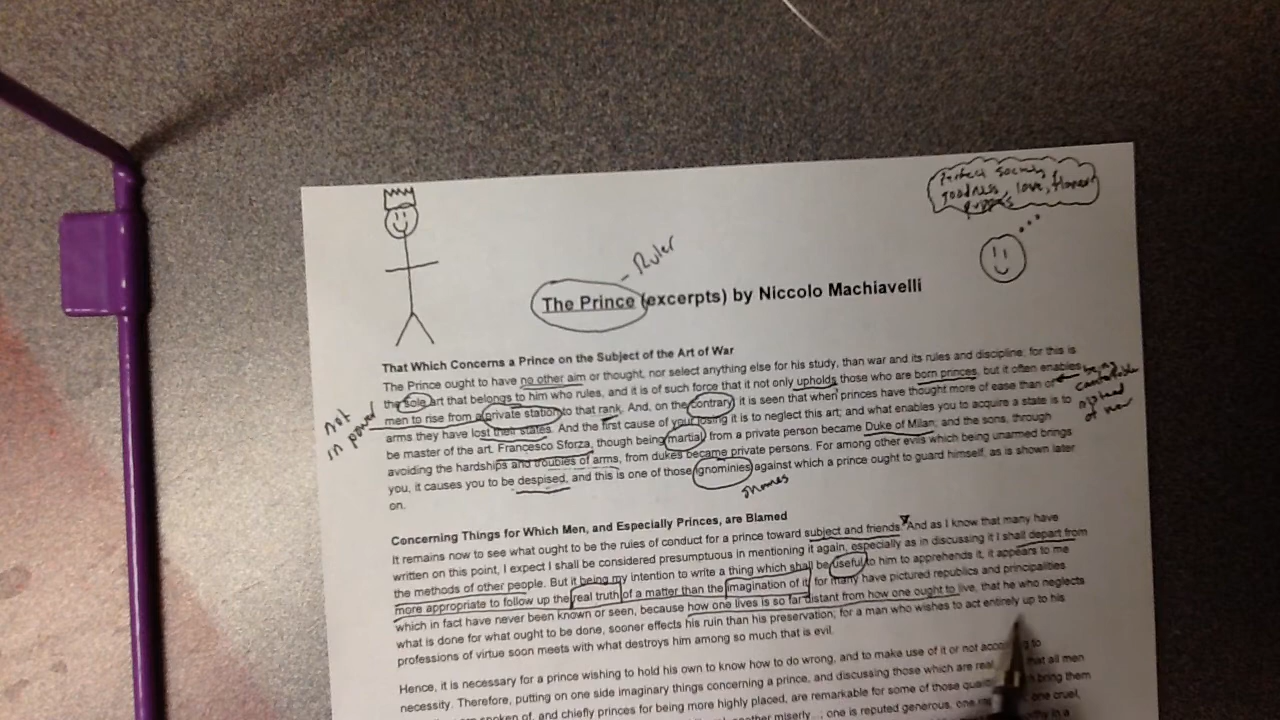 Perfect society
goodness, love, flowers
puppies
- Ruler
The Prince (excerpts) by Niccolo Machiavelli
That Which Concerns a Prince on the Subject of the Art of War
The Prince ought to have no other aim or thought, nor select anything else for his study, than war and its rules and discipline; for this is
the sole art that belongs to him who rules, and it is of such force that it not only upholds those who are born princes, but it often enables
men to rise from a private station to that rank. And, on the contrary it is seen that when princes have thought more of ease than of
arms they have lost their states. And the first cause of your losing it is to neglect this art; and what enables you to acquire a state is to
be master of the art. Francesco Sforza, though being martial, from a private person became Duke of Milan; and the sons, through
avoiding the hardships and troubles of arms, from dukes became private persons. For among other evils which being unarmed brings
you, it causes you to be despised, and this is one of those ignominies against which a prince ought to guard himself, as is shown later
on.
not
in power
being
comfortable
as opposed
of war
shames
Concerning Things for Which Men, and Especially Princes, are Blamed
It remains now to see what ought to be the rules of conduct for a prince toward subject and friends. And as I know that many have
written on this point, I expect I shall be considered presumptuous in mentioning it again, especially as in discussing it I shall depart from
the methods of other people. But it being my intention to write a thing which shall be useful to him to apprehends it, it appears to me
more appropriate to follow up the real truth of a matter than the imagination of it; for many have pictured republics and principalities
which in fact have never been known or seen, because how one lives is so far distant from how one ought to live, that he who neglects
what is done for what ought to be done, sooner effects his ruin than his preservation; for a man who wishes to act entirely up to his
professions of virtue soon meets with what destroys him among so much that is evil.
Hence, it is necessary for a prince wishing to hold his own to know how to do wrong, and to make use of it or not to
necessity. Therefore, putting on one side imaginary things concerning a prince, and discussing those which are real, that all men
spoken of, and chiefly princes for being more highly placed, are remarkable for some of those bring them
another miserly...; one is reputed generous, one one cruel,